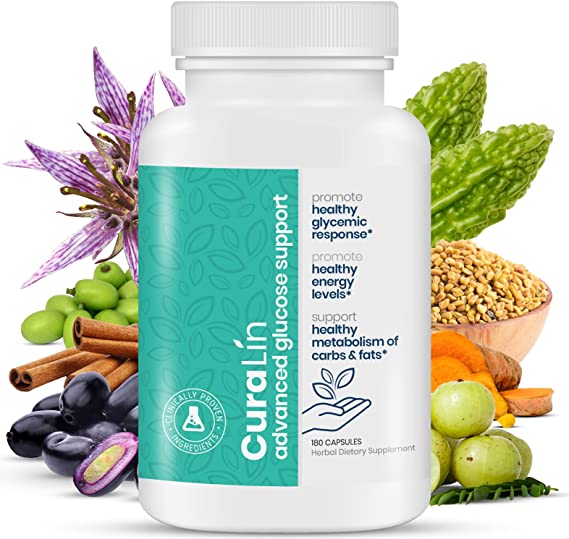 CuraLin
advanced glucose support
CLINICALLY PROVEN
INGREDIENTS
promote
healthy
glycemic
response*
promote
healthy
energy
levels*
support
healthy
metabolism of
carbs & fats*
180 CAPSULES
Herbal Dietary Supplement